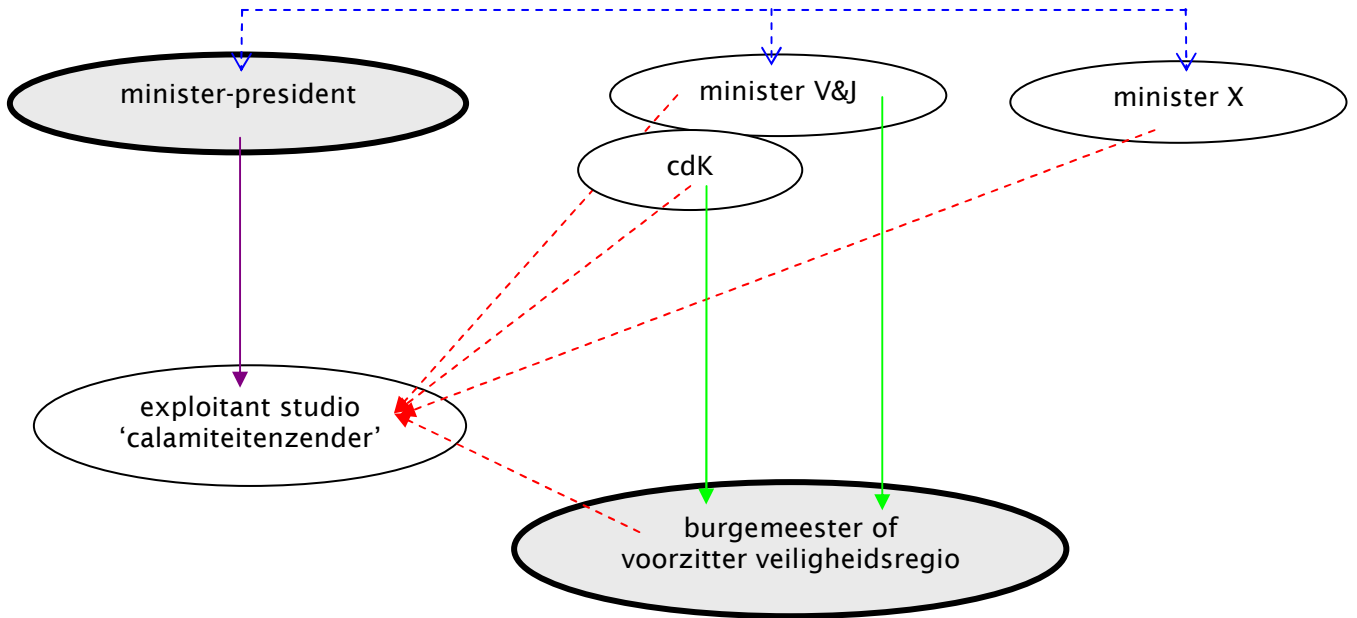 minister-president
minister V&J
minister X
cdK
exploitant studio
‘calamiteitenzender’
burgemeester of
voorzitter veiligheidsregio